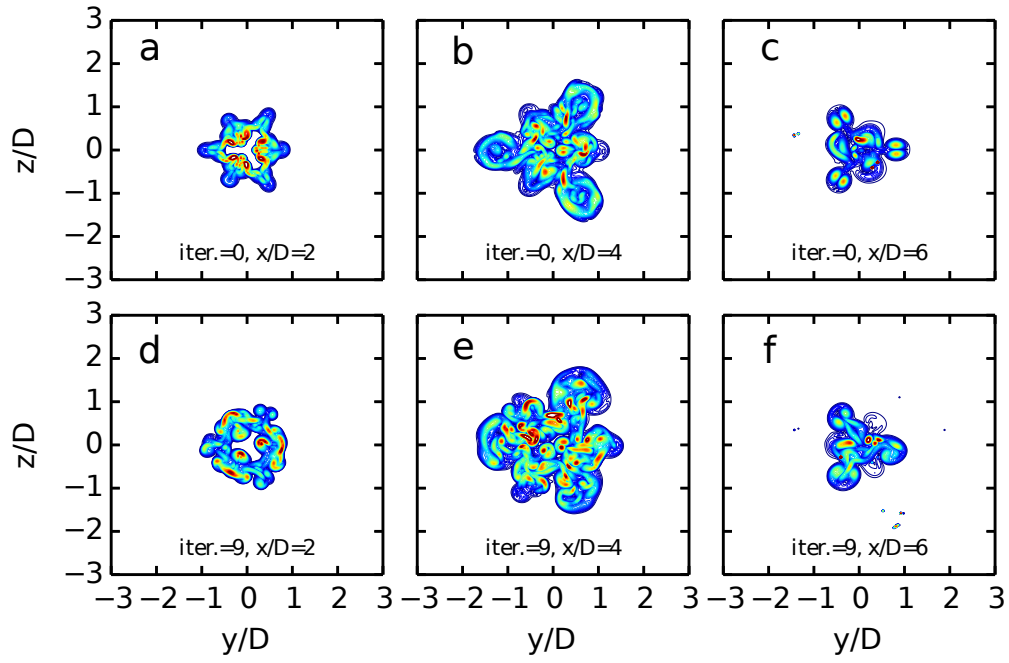 3
2
1
0
−1
−2
−3
z/D
a
iter.=0, x/D=2
b
iter.=0, x/D=4
c
iter.=0, x/D=6
3
2
1
0
−1
−2
−3
z/D
d
iter.=9, x/D=2
e
iter.=9, x/D=4
f
iter.=9, x/D=6
−3 −2 −1 0 1 2 3
−3 −2 −1 0 1 2 3
−3 −2 −1 0 1 2 3
y/D
y/D
y/D